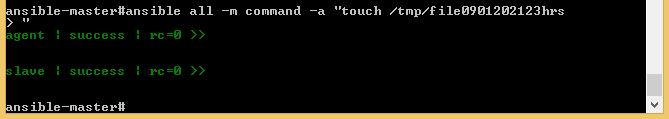 ansible-master#ansible all -m command -a "touch /tmp/file0901202123hrs
> "
agent | success | rc=0 >>
slave | success | rc=0 >>
ansible-master#